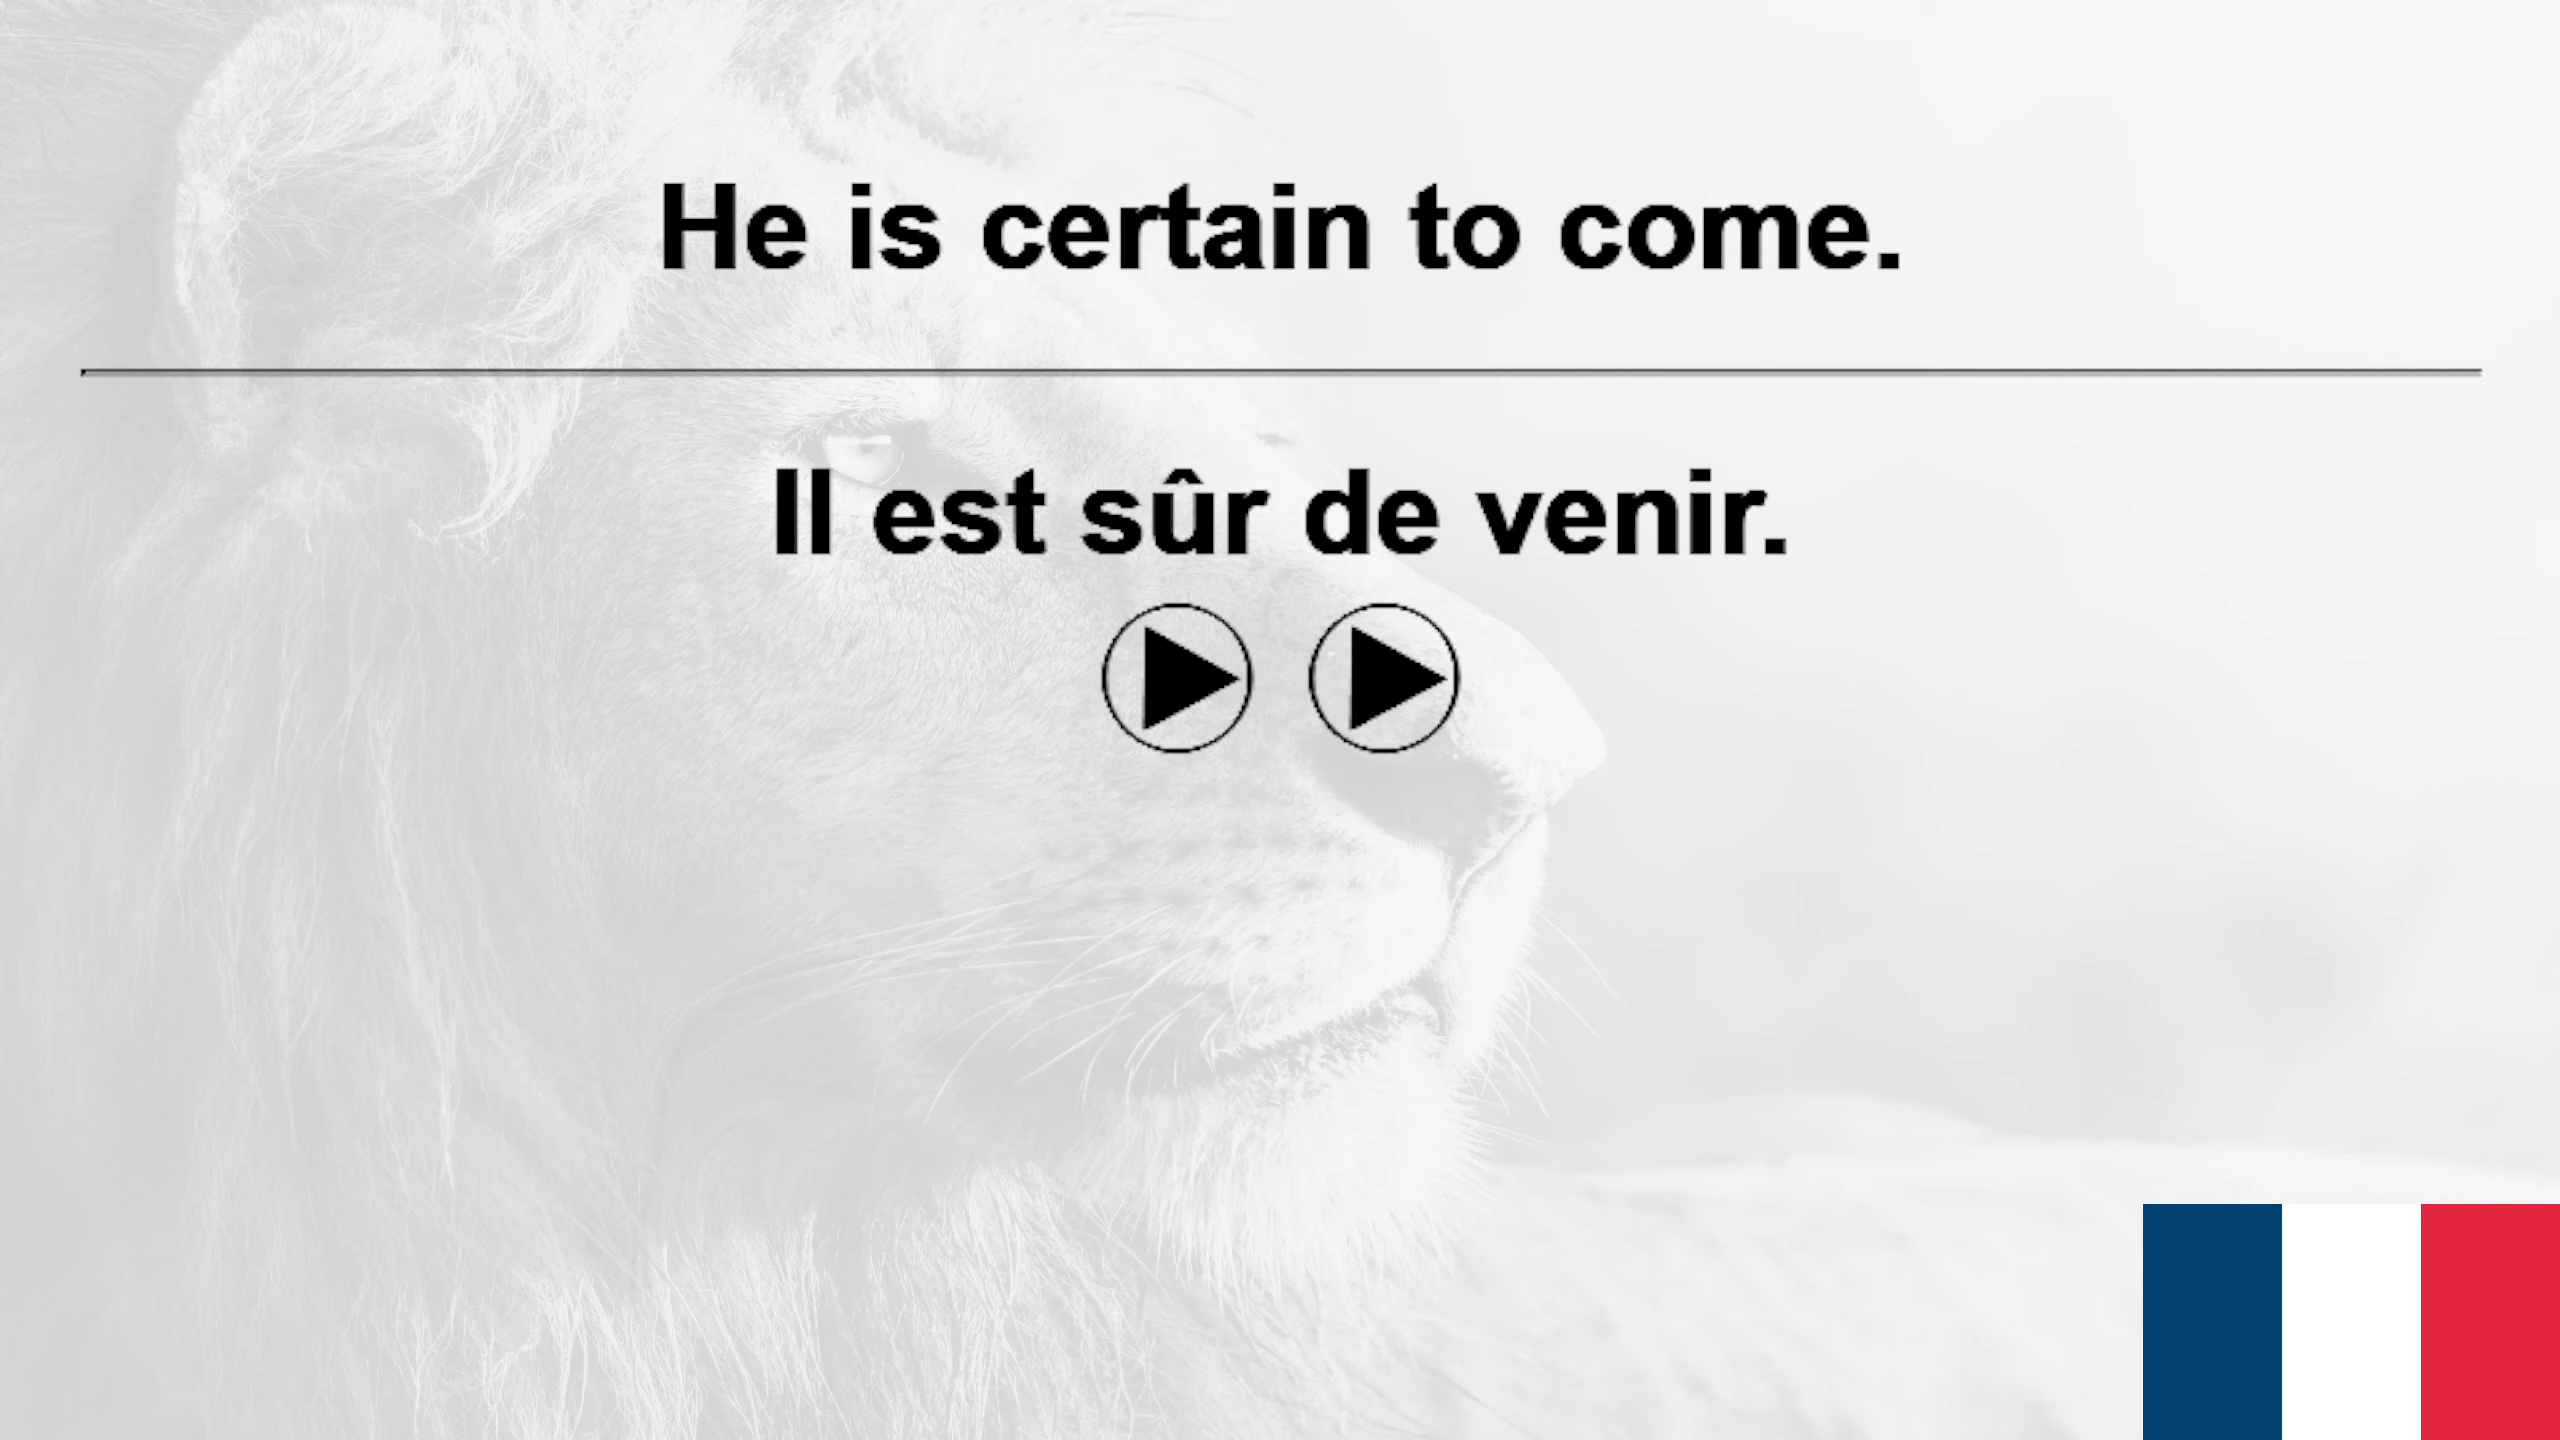 He is certain to come.
Il est sûr de venir.